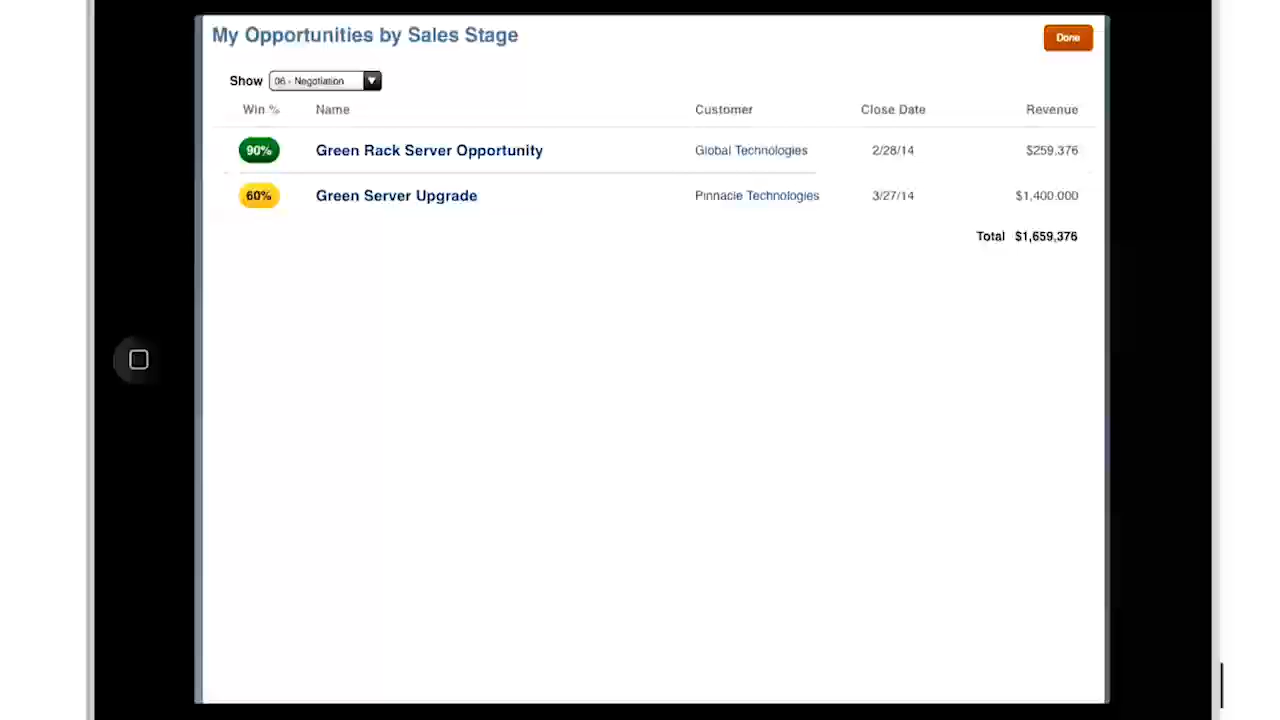 My Opportunities by Sales Stage
Done
Show 06 - Negotiation
Win % Name Customer Close Date Revenue
90% Green Rack Server Opportunity Global Technologies 2/28/14 $259,376
60% Green Server Upgrade Pinnacle Technologies 3/27/14 $1,400,000
Total $1,659,376